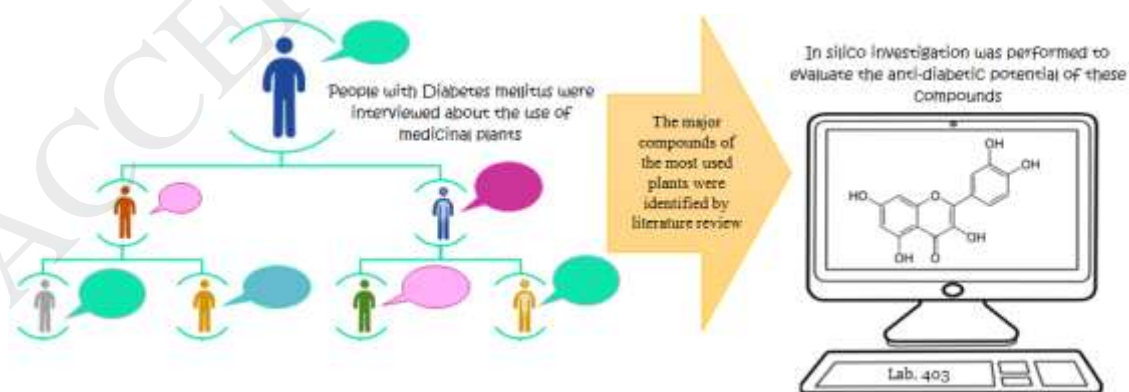 ACCE
People with Diabetes mellitus were
interviewed about the use of
medicinal plants
The major
compounds of
the most used
plants were
identified by
literature review
In silico investigation was performed to
evaluate the anti-diabetic potential of these
Compounds
OH
OH
HO
O
OH
OH
O
Lab. 403